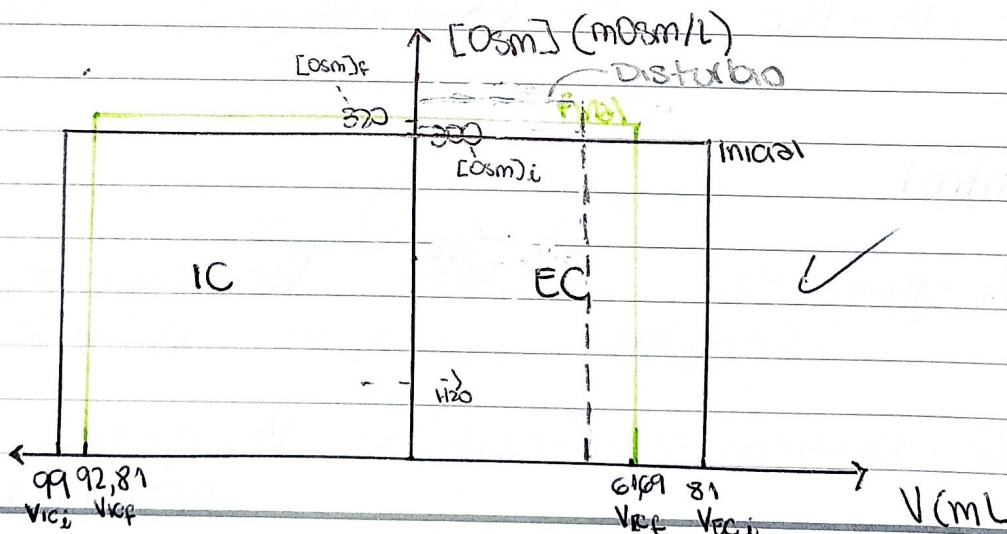 [Osm] (mOsm/L)
Disturbio
[Osm]f
320
Final
300
Inicial
[Osm]i
IC
EC
H2O
99 92,81
61,69 81
VICi VICf
VECf VECi
V(mL